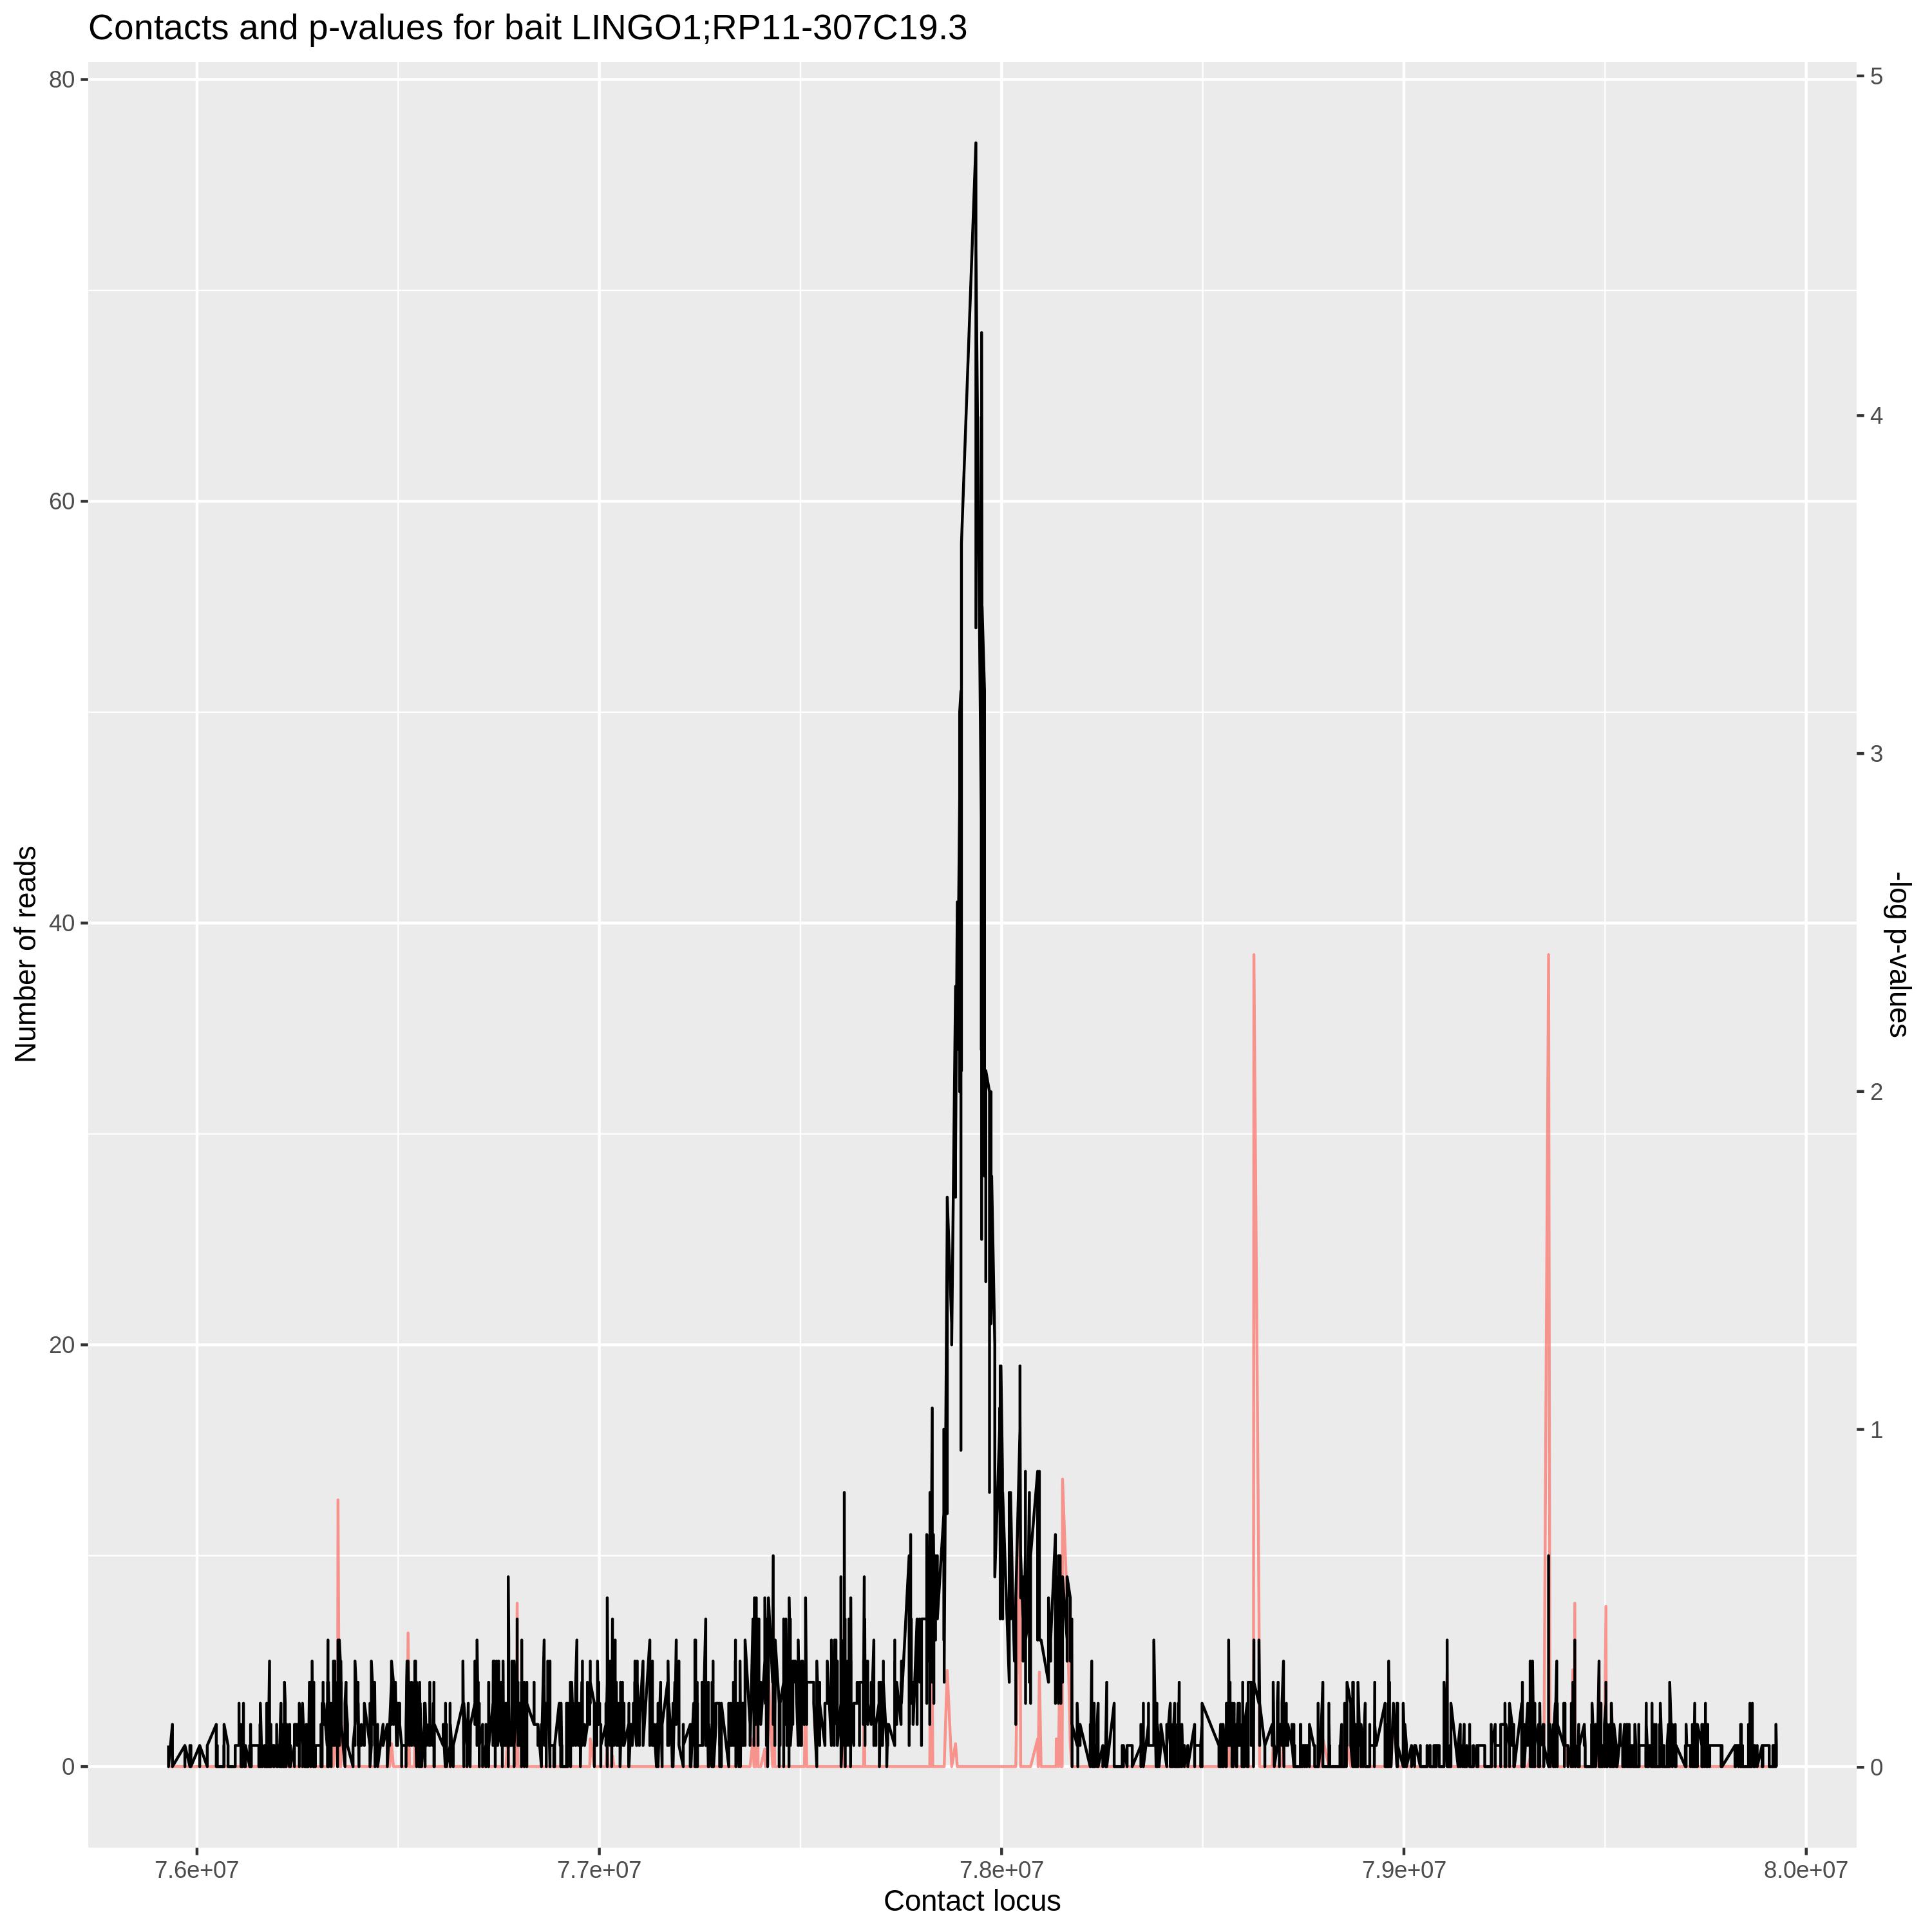 Contacts and p-values for bait LINGO1;RP11-307C19.3
80
60
40
20
0
Number of reads
5
4
3
2
1
0
-log p-values
7.6e+07
7.7e+07
7.8e+07
7.9e+07
8.0e+07
Contact locus